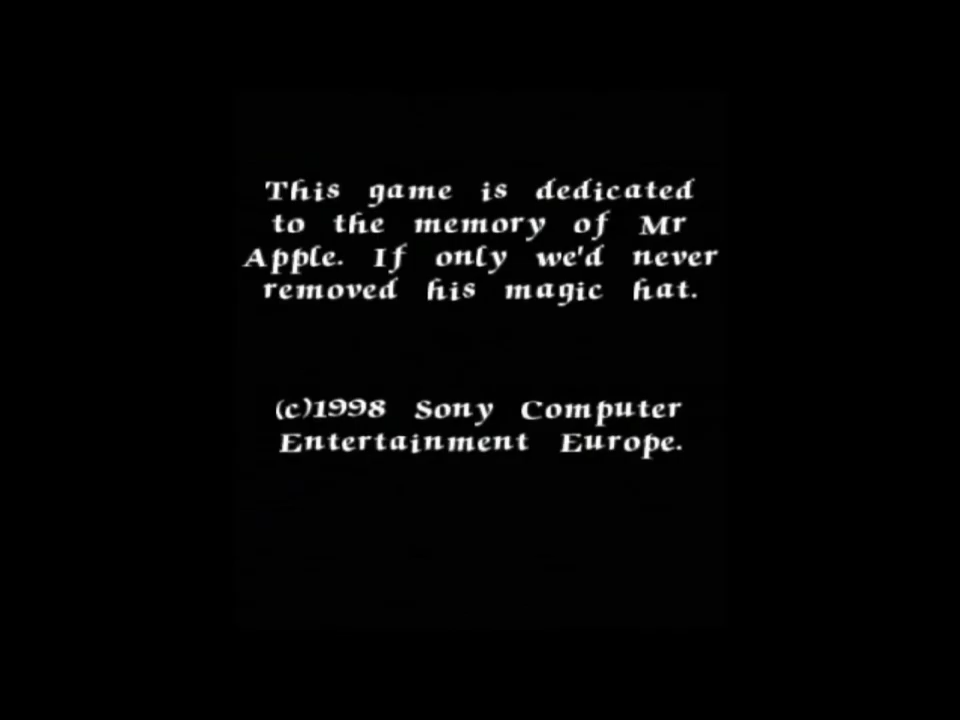 This game is dedicated
to the memory of Mr
Apple. If only we'd never
removed his magic hat.
(c)1998 Sony Computer
Entertainment Europe.